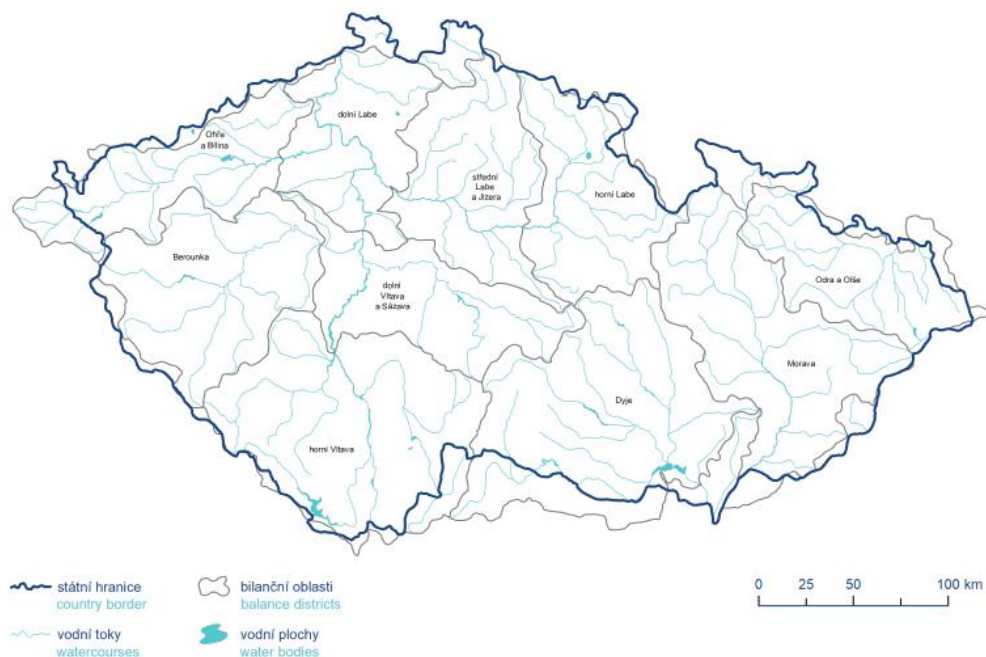 dolní Labe
Ohře
a Bílina
střední
Labe
a Jizera
horní Labe
Berounka
dolní
Vltava
a Sázava
Odra a Olše
Morava
Dyje
horní Vltava
státní hranice
country border
bilanční oblasti
balance districts
0 25 50 100 km
vodní toky
watercourses
vodní plochy
water bodies